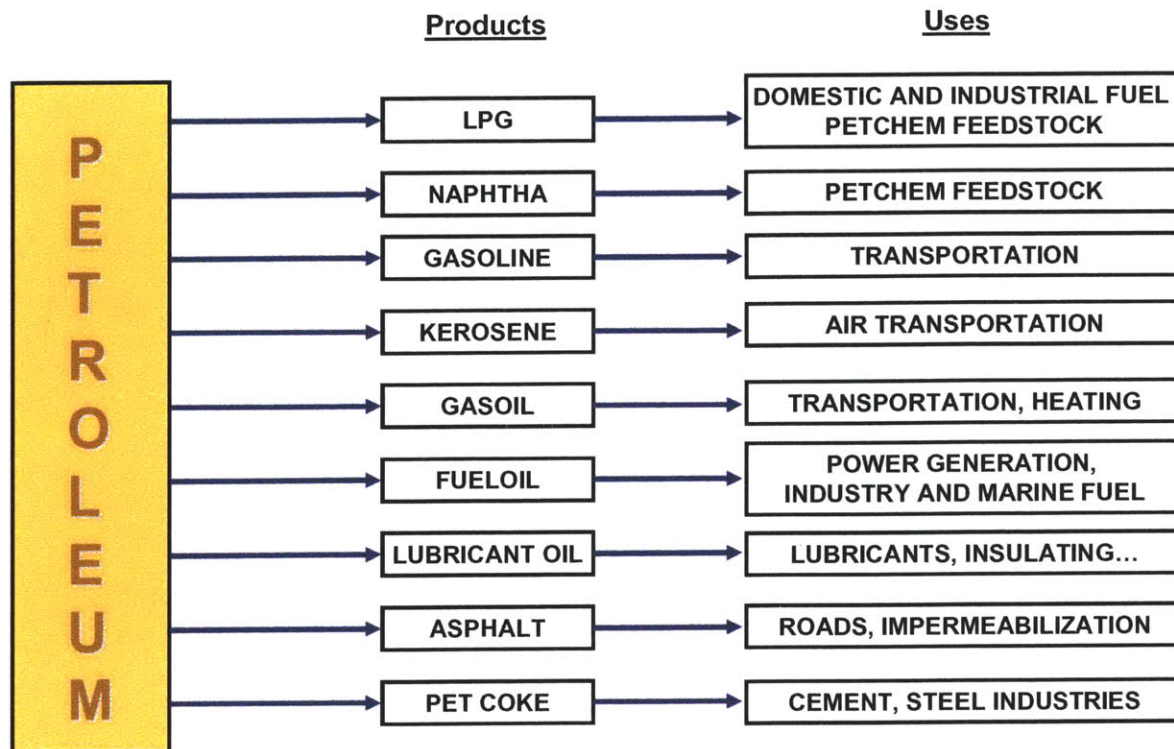 Products
Uses
PETROLEUM
LPG
DOMESTIC AND INDUSTRIAL FUEL
PETCHEM FEEDSTOCK
NAPHTHA
PETCHEM FEEDSTOCK
GASOLINE
TRANSPORTATION
KEROSENE
AIR TRANSPORTATION
GASOIL
TRANSPORTATION, HEATING
FUELOIL
POWER GENERATION,
INDUSTRY AND MARINE FUEL
LUBRICANT OIL
LUBRICANTS, INSULATING…
ASPHALT
ROADS, IMPERMEABILIZATION
PET COKE
CEMENT, STEEL INDUSTRIES